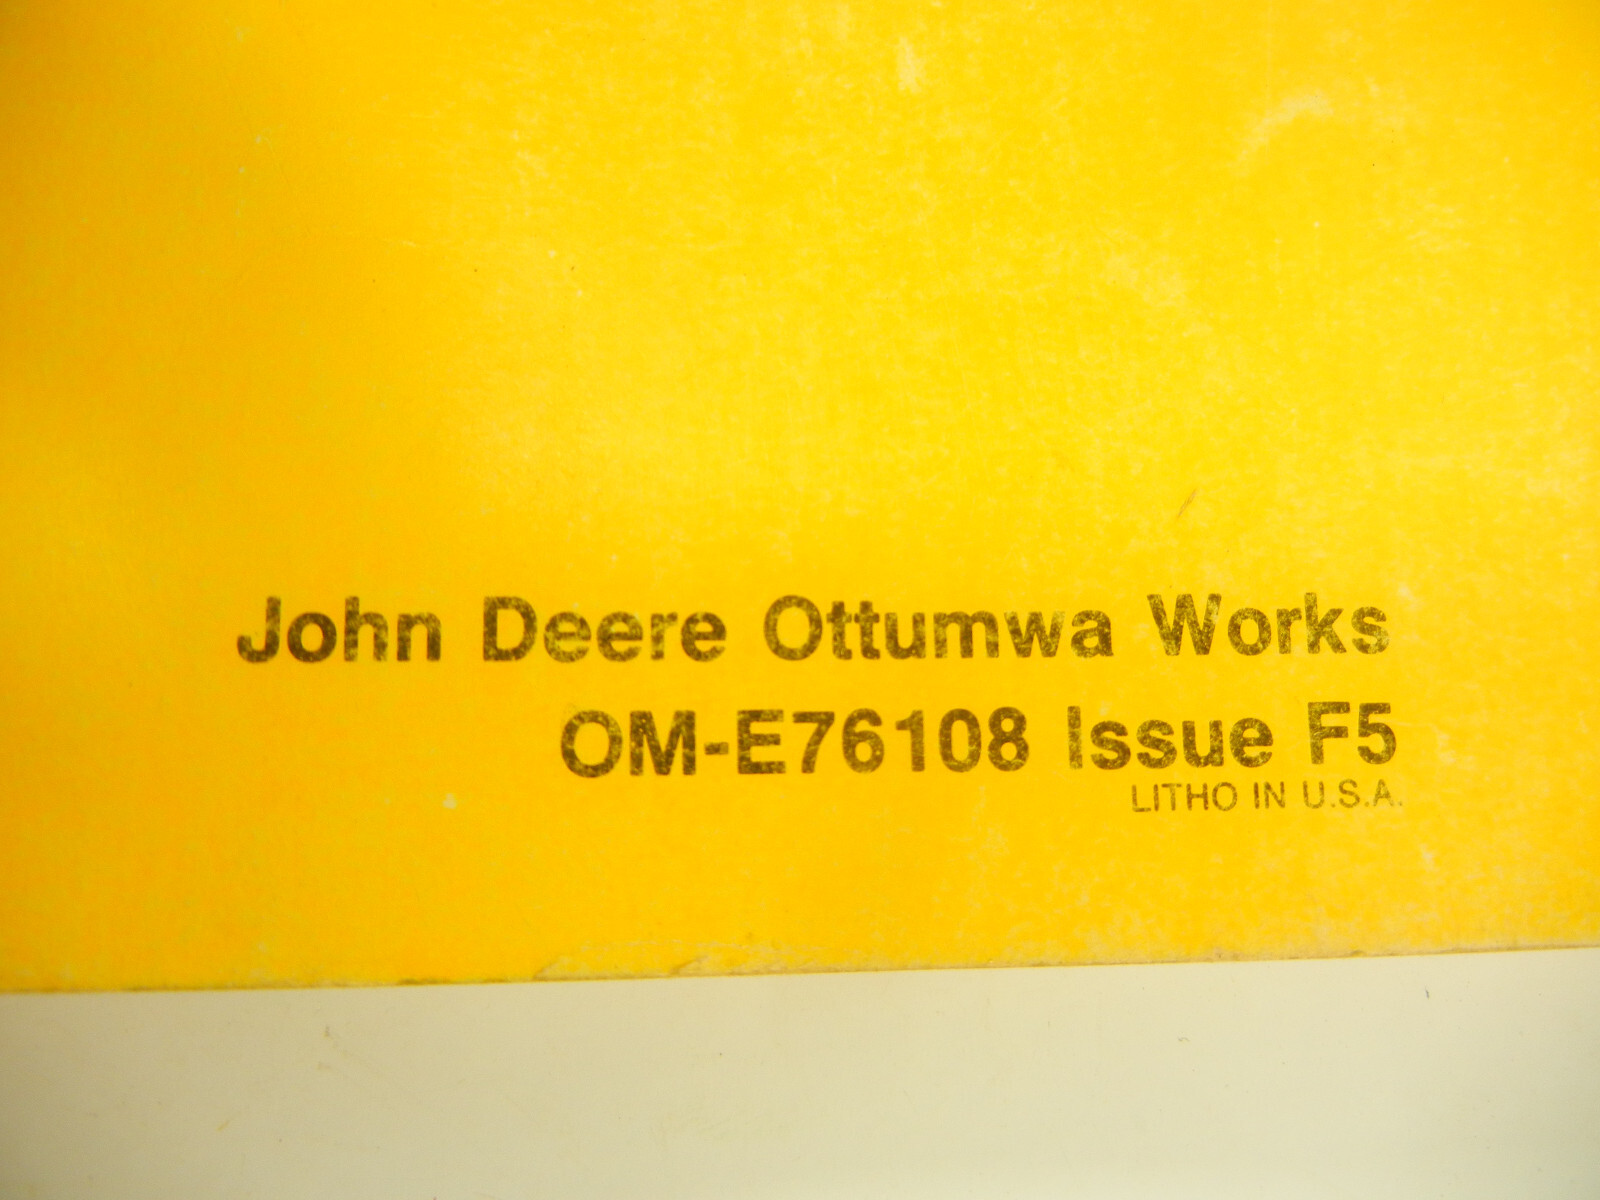 John Deere Ottumwa Works
OM-E76108 Issue F5
LITHO IN U.S.A.